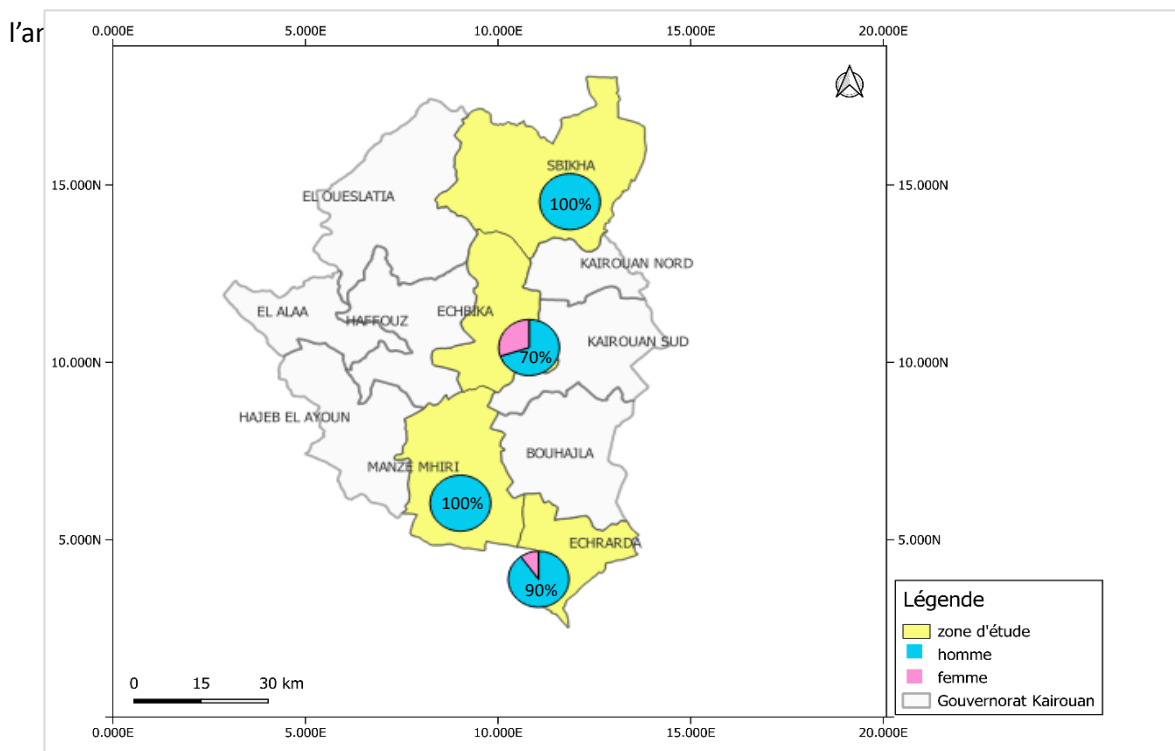 l’ar
0.000E 5.000E 10.000E 15.000E 20.000E
SBIKHA
100%
15.000N 15.000N
EL OUESLATIA
KAIROUAN NORD
EL ALAA
HAFFOUZ
ECHBIKA
KAIROUAN SUD
70%
10.000N 10.000N
HAJEB EL AYOUN
BOUHAJLA
MANZE MHIRI
100%
5.000N 5.000N
ECHRARDA
90%
Légende
zone d'étude
homme
femme
Gouvernorat Kairouan
0 15 30 km
0.000E 5.000E 10.000E 15.000E 20.000E